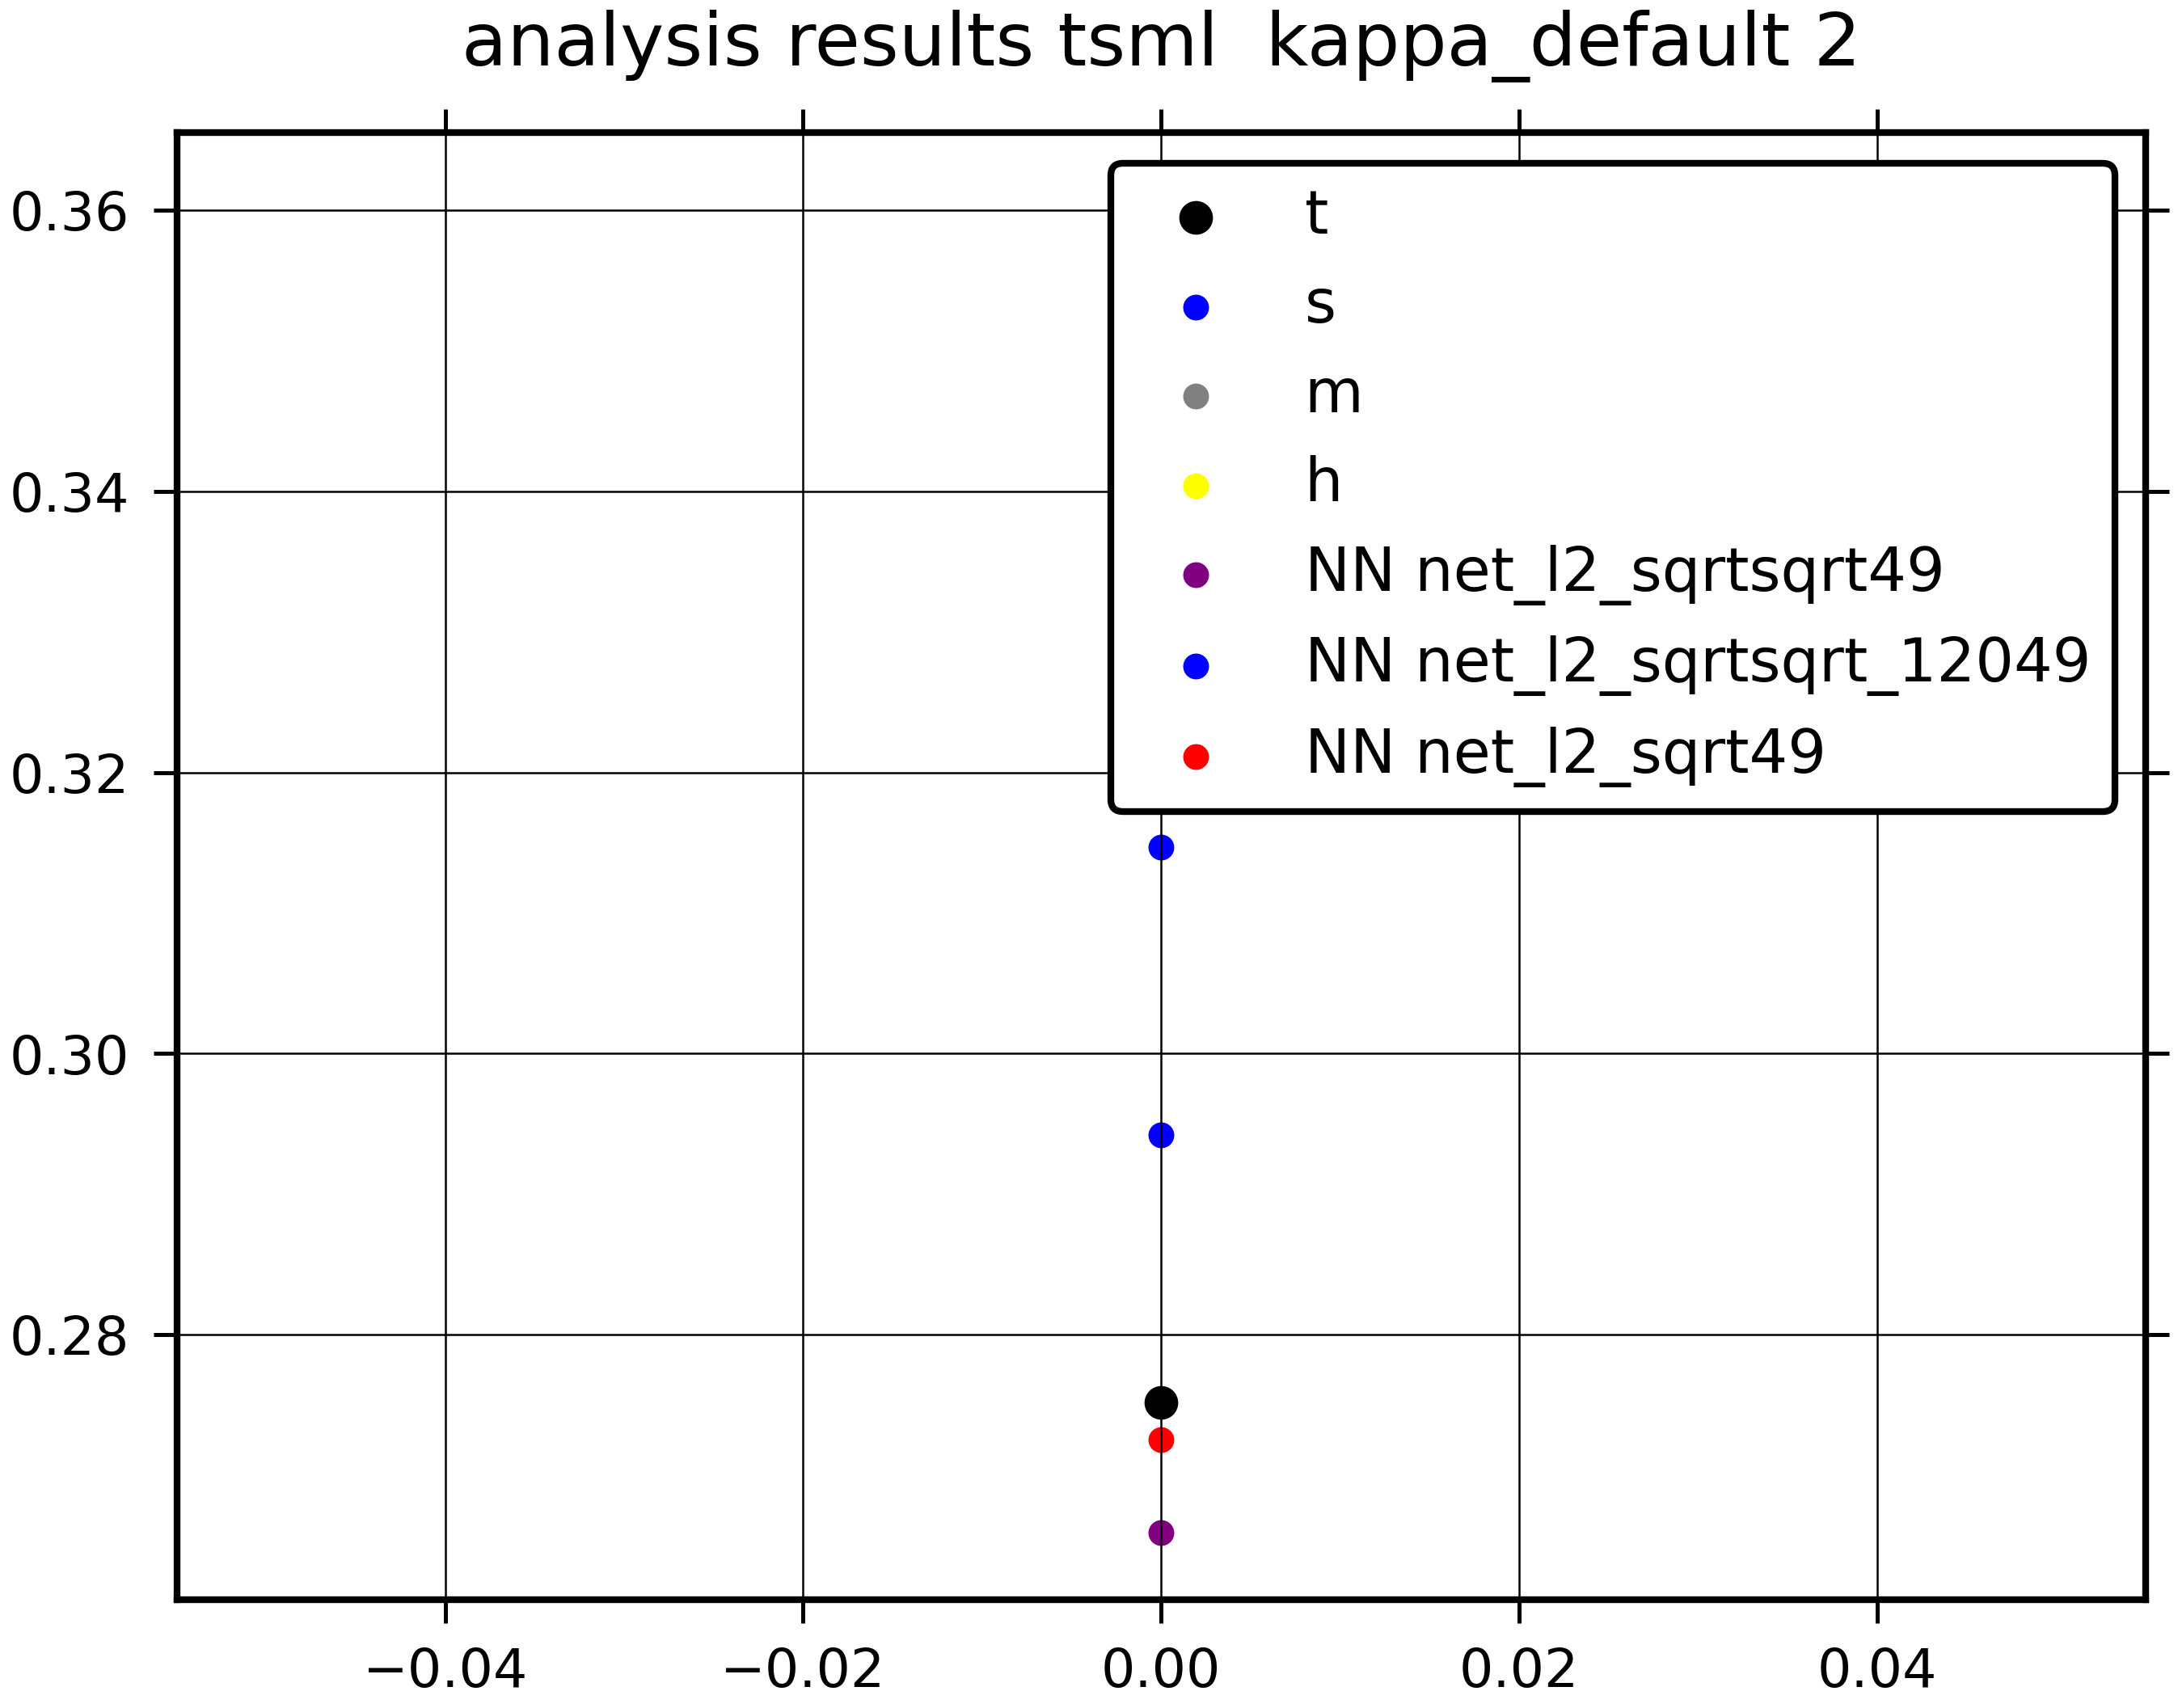 analysis results tsml  kappa_default 2
0.36
0.34
0.32
0.30
0.28
t
s
m
h
NN net_l2_sqrtsqrt49
NN net_l2_sqrtsqrt_12049
NN net_l2_sqrt49
−0.04
−0.02
0.00
0.02
0.04